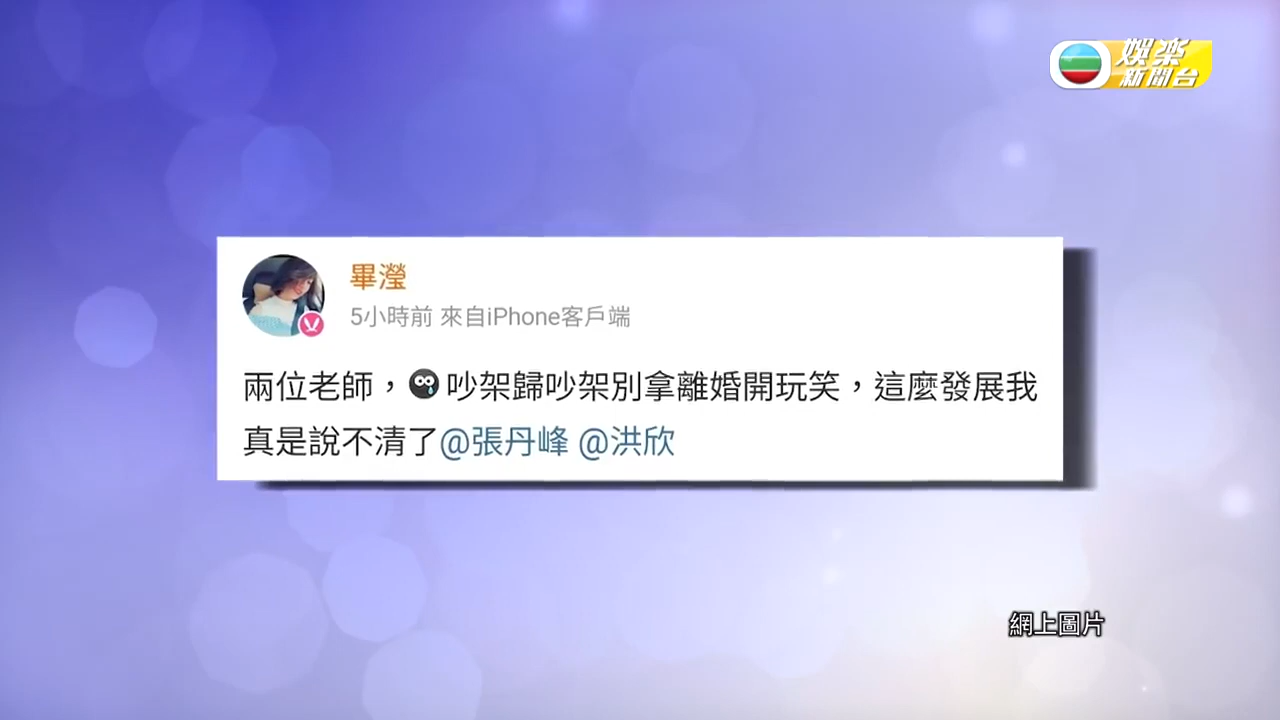 娛樂
新聞台
畢瀅
5小時前 來自iPhone客戶端
兩位老師，吵架歸吵架別拿離婚開玩笑，這麼發展我
真是說不清了@張丹峰 @洪欣
網上圖片